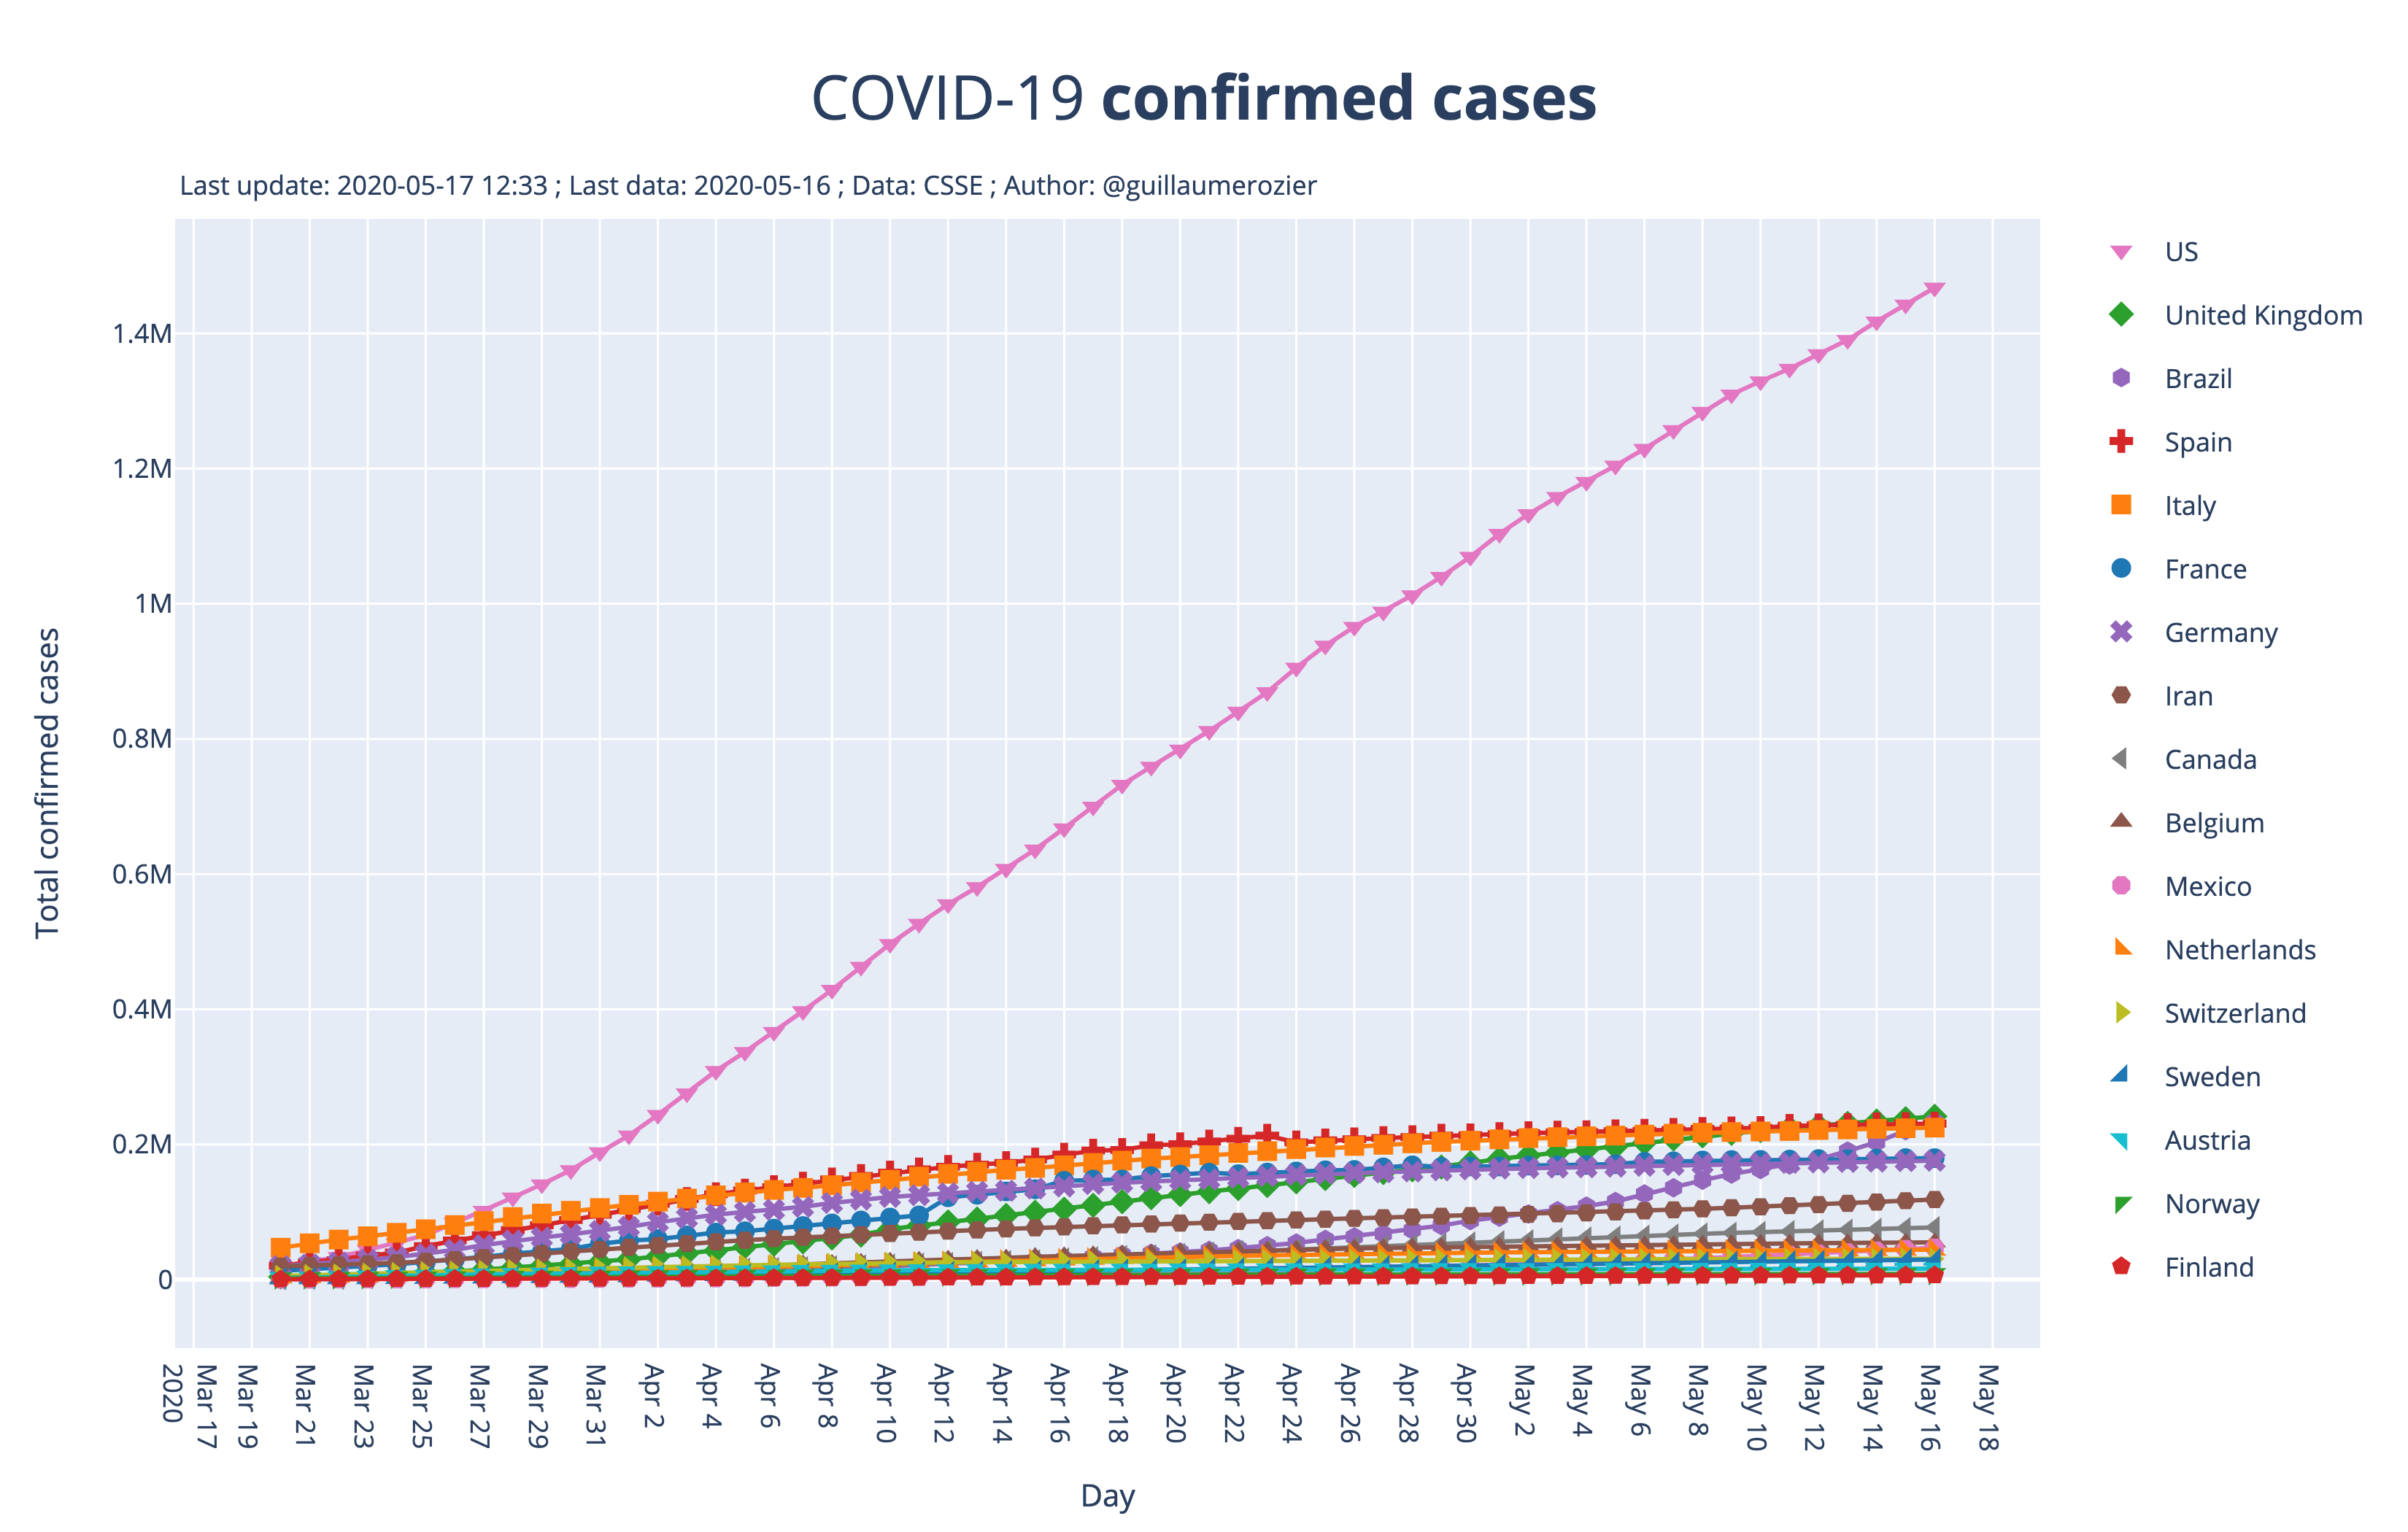 COVID-19 confirmed cases
Last update: 2020-05-17 12:33 ; Last data: 2020-05-16 ; Data: CSSE ; Author: @guillaumerozier
US
United Kingdom
Brazil
Spain
Italy
France
Germany
Iran
Canada
Belgium
Mexico
Netherlands
Switzerland
Sweden
Austria
Norway
Finland
Total confirmed cases
1.4M
1.2M
1M
0.8M
0.6M
0.4M
0.2M
0
Mar 17
2020
Mar 19
Mar 21
Mar 23
Mar 25
Mar 27
Mar 29
Mar 31
Apr 2
Apr 4
Apr 6
Apr 8
Apr 10
Apr 12
Apr 14
Apr 16
Apr 18
Apr 20
Apr 22
Apr 24
Apr 26
Apr 28
Apr 30
May 2
May 4
May 6
May 8
May 10
May 12
May 14
May 16
May 18
Day